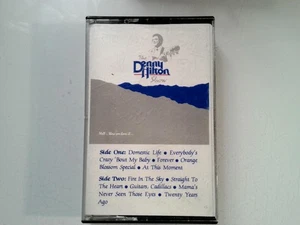 The
Denny
Hilton
Show
Side One: Domestic Life • Everybody's
Crazy 'Bout My Baby • Forever • Orange
Blossom Special • At This Moment
Side Two: Fire In The Sky • Straight To
The Heart • Guitars, Cadillacs • Mama's
Never Seen Those Eyes • Twenty Years
Ago